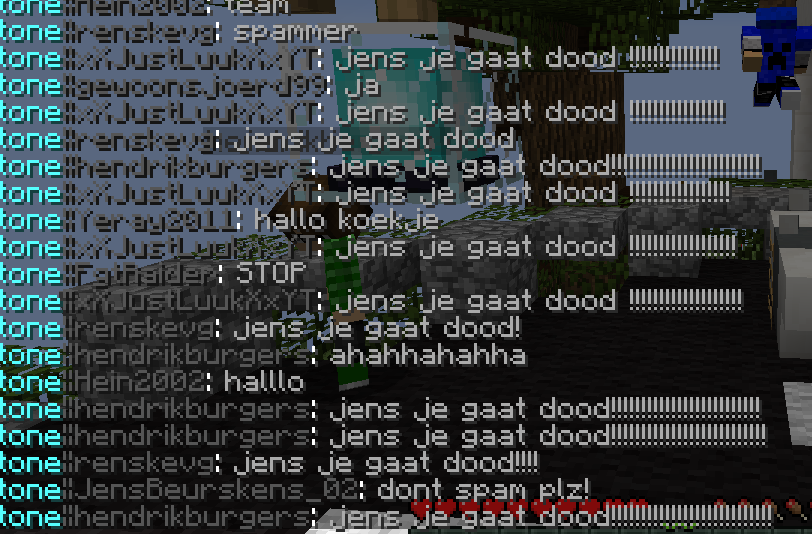 tone Hein2002: team
tone renskevg: spammer
tone xXJustLuukXxYT: jens je gaat dood !!!!!!!!!!!!!!!!!!
tone gewoons.joerd99: ja
tone xXJustLuukXxYT: jens je gaat dood !!!!!!!!!!!!!!!!!!!
tone renskevg: jens je gaat dood
tone hendrikburgers: jens je gaat dood!!!!!!!!!!!!!!!!!!!!!!!!!!!!!!
tone xXJustLuukXxYT: jens je gaat dood !!!!!!!!!!!!!!!!!!!!
tone Yeray2011: hallo koekje
tone xXJustLuukXxYT: jens je gaat dood !!!!!!!!!!!!!!!!!!!!!
tone : STOP
tone xXJustLuukXxYT: jens je gaat dood !!!!!!!!!!!!!!!!!!!!!!
tone renskevg: jens je gaat dood!
tone hendrikburgers: ahahhahahha
tone Hein2002: halllo
tone hendrikburgers: jens je gaat dood!!!!!!!!!!!!!!!!!!!!!!!!!!!!!!
tone hendrikburgers: jens je gaat dood!!!!!!!!!!!!!!!!!!!!!!!!!!!!!!!
tone renskevg: jens je gaat dood!!!!
tone JensBeurskens_02: dont spam plz!
tone hendrikburgers: jens je gaat dood!!!!!!!!!!!!!!!!!!!!!!!!!!!!!!!!